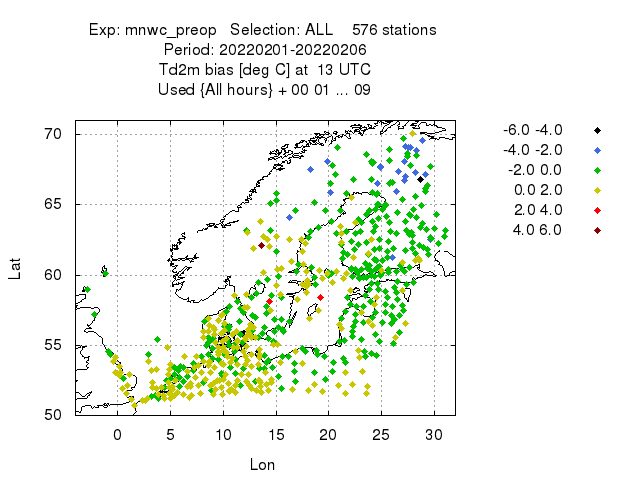 Exp: mnwc_preop   Selection: ALL    576 stations
Period: 20220201-20220206
Td2m bias [deg C] at  13 UTC
Used {All hours} + 00 01 ... 09
-6.0 -4.0
-4.0 -2.0
-2.0 0.0
0.0 2.0
2.0 4.0
4.0 6.0
70
65
60
55
50
Lat
0 5 10 15 20 25 30
Lon